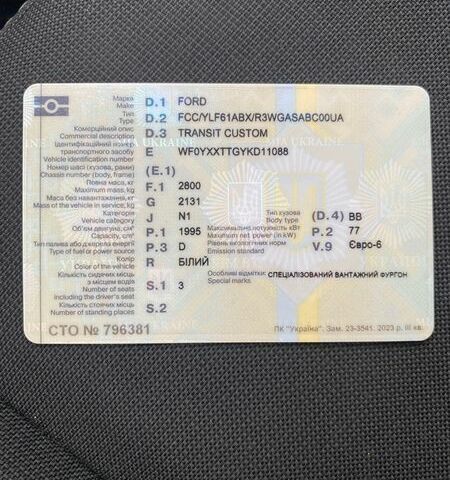 Марка D.1 FORD
Make
Тип D.2 FCC/YLF61ABX/R3WGASABC00UA
Type
Комерційний опис D.3 TRANSIT CUSTOM
Commercial description
Ідентифікаційний номер
транспортного засобу E WF0YXXTTGYKD11088
Vehicle identification number
Номер шасі (кузова, рами) (E.1)
Chassis number (body, frame)
Повна маса, кг F.1 2800
Maximum mass, kg
Маса без навантаження, кг G 2131
Mass of the vehicle, kg
Категорія J N1 Тип кузова (D.4) BB
Vehicle category Body type
Об'єм двигуна, см³ P.1 1995 Максимальна потужність кВт P.2 77
Capacity, in cm³ Maximum net power (in kW)
Тип палива або джерела енергії P.3 D Рівень екологічних норм V.9 Євро-6
Type of fuel or power source Emission standard
Колір R БІЛИЙ
Color of the vehicle
Кількість сидячих місць Особливі відмітки: СПЕЦІАЛІЗОВАНИЙ ВАНТАЖНИЙ ФУРГОН
з місцем водія S.1 3 Special marks
Number of seats
including the driver's seat
Кількість стоячих місць S.2
Number of standing places
СТО № 796381
ПК "Україна". Зам. 23-3541. 2023 р. III кв.